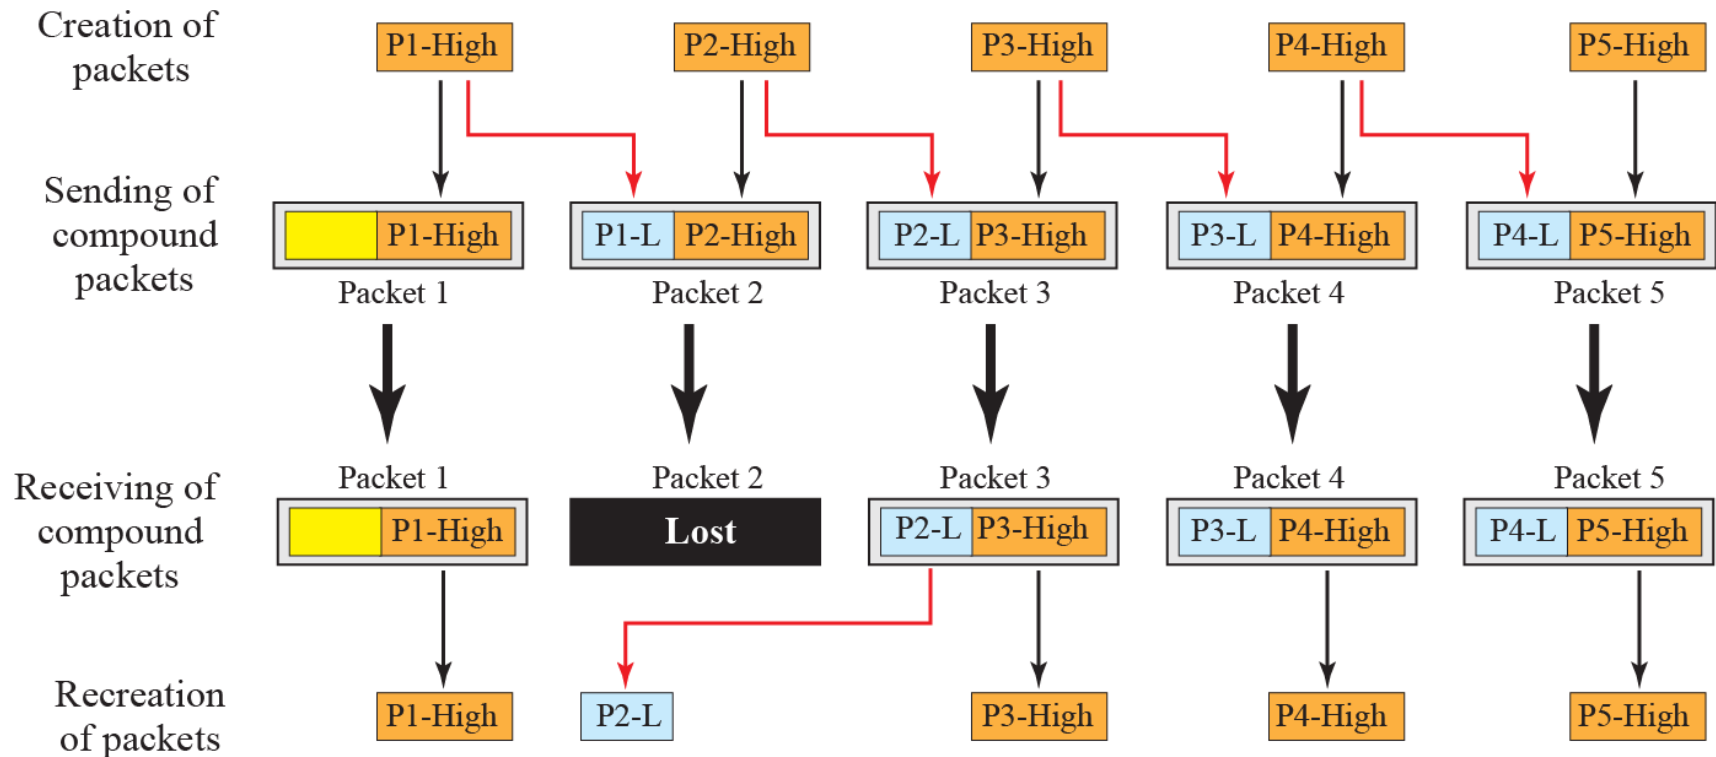 Creation of
packets
P1-High
P2-High
P3-High
P4-High
P5-High
Sending of
compound
packets
P1-High
P1-L P2-High
P2-L P3-High
P3-L P4-High
P4-L P5-High
Packet 1
Packet 2
Packet 3
Packet 4
Packet 5
Receiving of
compound
packets
Packet 1
Packet 2
Packet 3
Packet 4
Packet 5
P1-High
Lost
P2-L P3-High
P3-L P4-High
P4-L P5-High
Recreation
of packets
P1-High
P2-L
P3-High
P4-High
P5-High